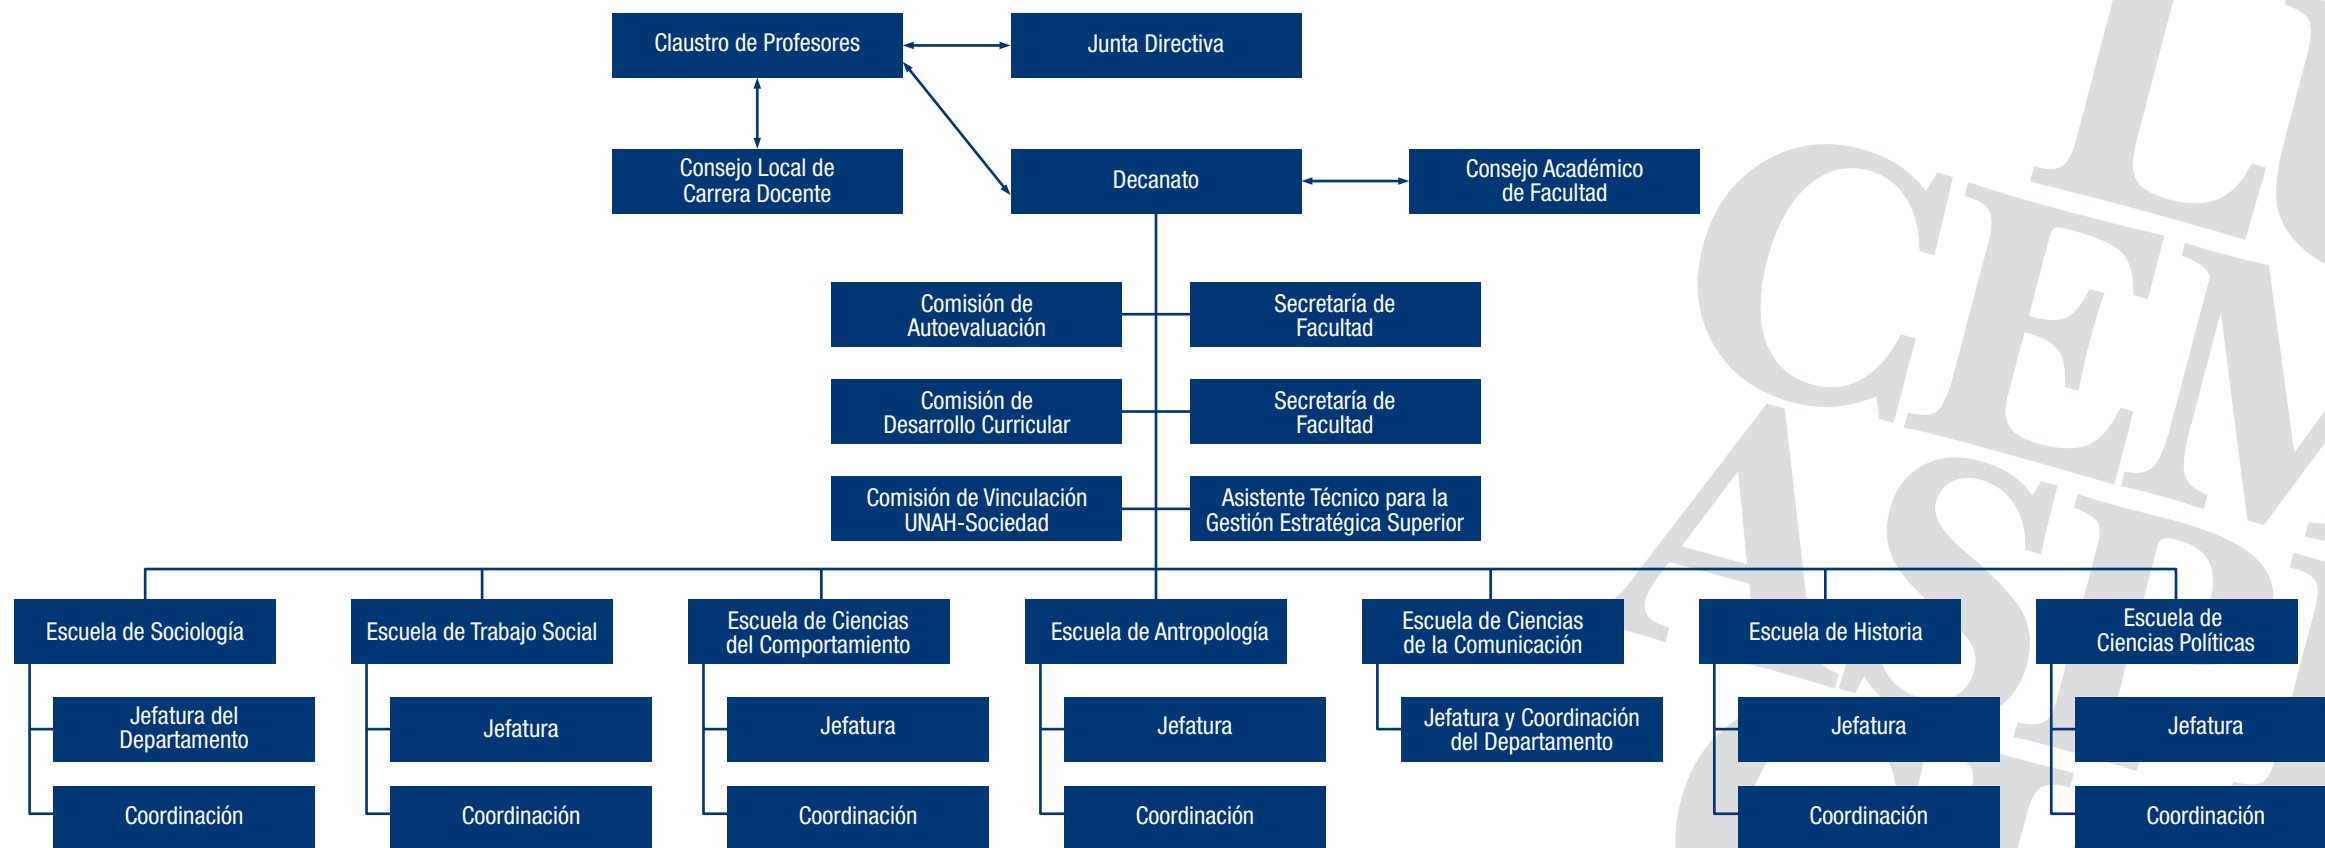 Claustro de Profesores
Junta Directiva
Consejo Local de
Carrera Docente
Decanato
Consejo Académico
de Facultad
Comisión de
Autoevaluación
Secretaría de
Facultad
Comisión de
Desarrollo Curricular
Secretaría de
Facultad
Comisión de Vinculación
UNAH-Sociedad
Asistente Técnico para la
Gestión Estratégica Superior
Escuela de Sociología
Escuela de Trabajo Social
Escuela de Ciencias
del Comportamiento
Escuela de Antropología
Escuela de Ciencias
de la Comunicación
Escuela de Historia
Escuela de
Ciencias Políticas
Jefatura del
Departamento
Jefatura
Jefatura
Jefatura
Jefatura y Coordinación
del Departamento
Jefatura
Jefatura
Coordinación
Coordinación
Coordinación
Coordinación
Coordinación
Coordinación